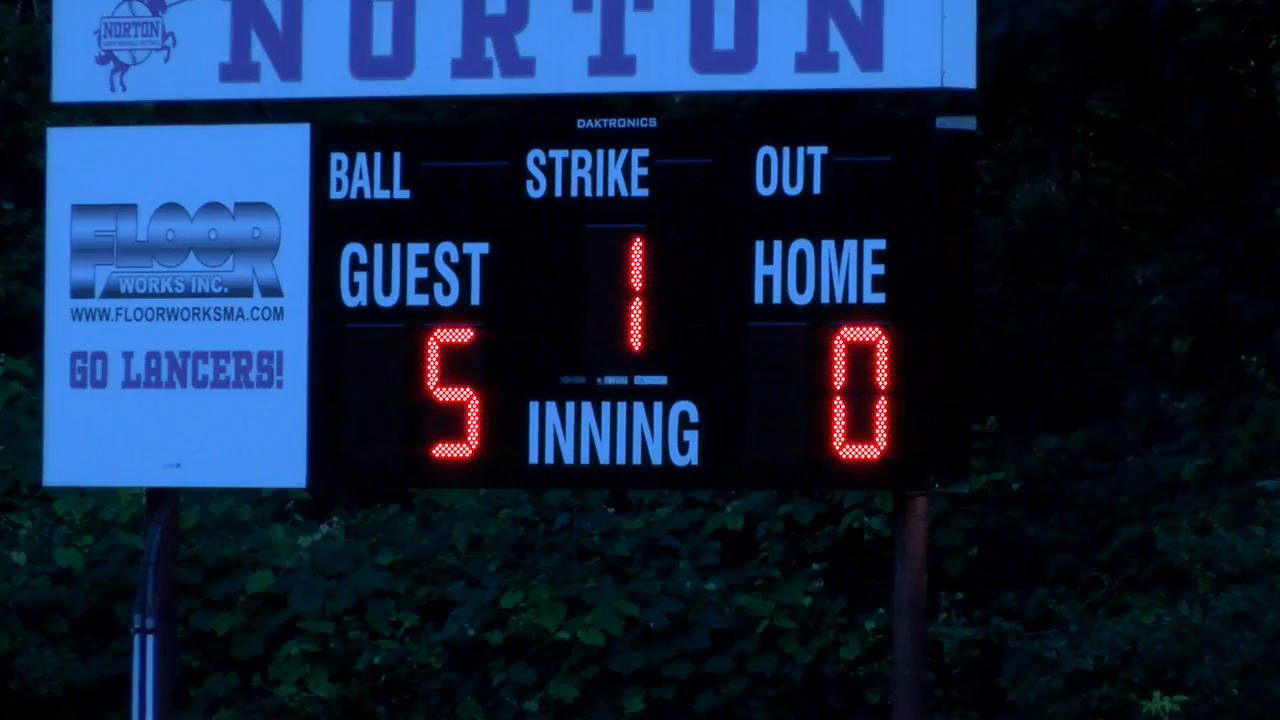 NORTON
NORTON
DAKTRONICS
BALL STRIKE OUT
GUEST 1 HOME
5 0
INNING
FLOOR
WORKS INC.
WWW.FLOORWORKSMA.COM
GO LANCERS!